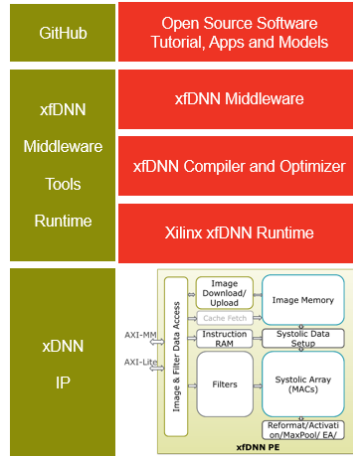 GitHub
Open Source Software
Tutorial, Apps and Models
xfDNN
Middleware
Tools
Runtime
xfDNN Middleware
xfDNN Compiler and Optimizer
Xilinx xfDNN Runtime
xDNN
IP
AXI-MM
AXI-Lite
Image & Filter Data Access
Image
Download/
Upload
Cache Fetch
Instruction
RAM
Filters
Image Memory
Systolic Data
Setup
Systolic Array
(MACs)
Reformat/Activati
on/MaxPool/ EA/
xfDNN PE